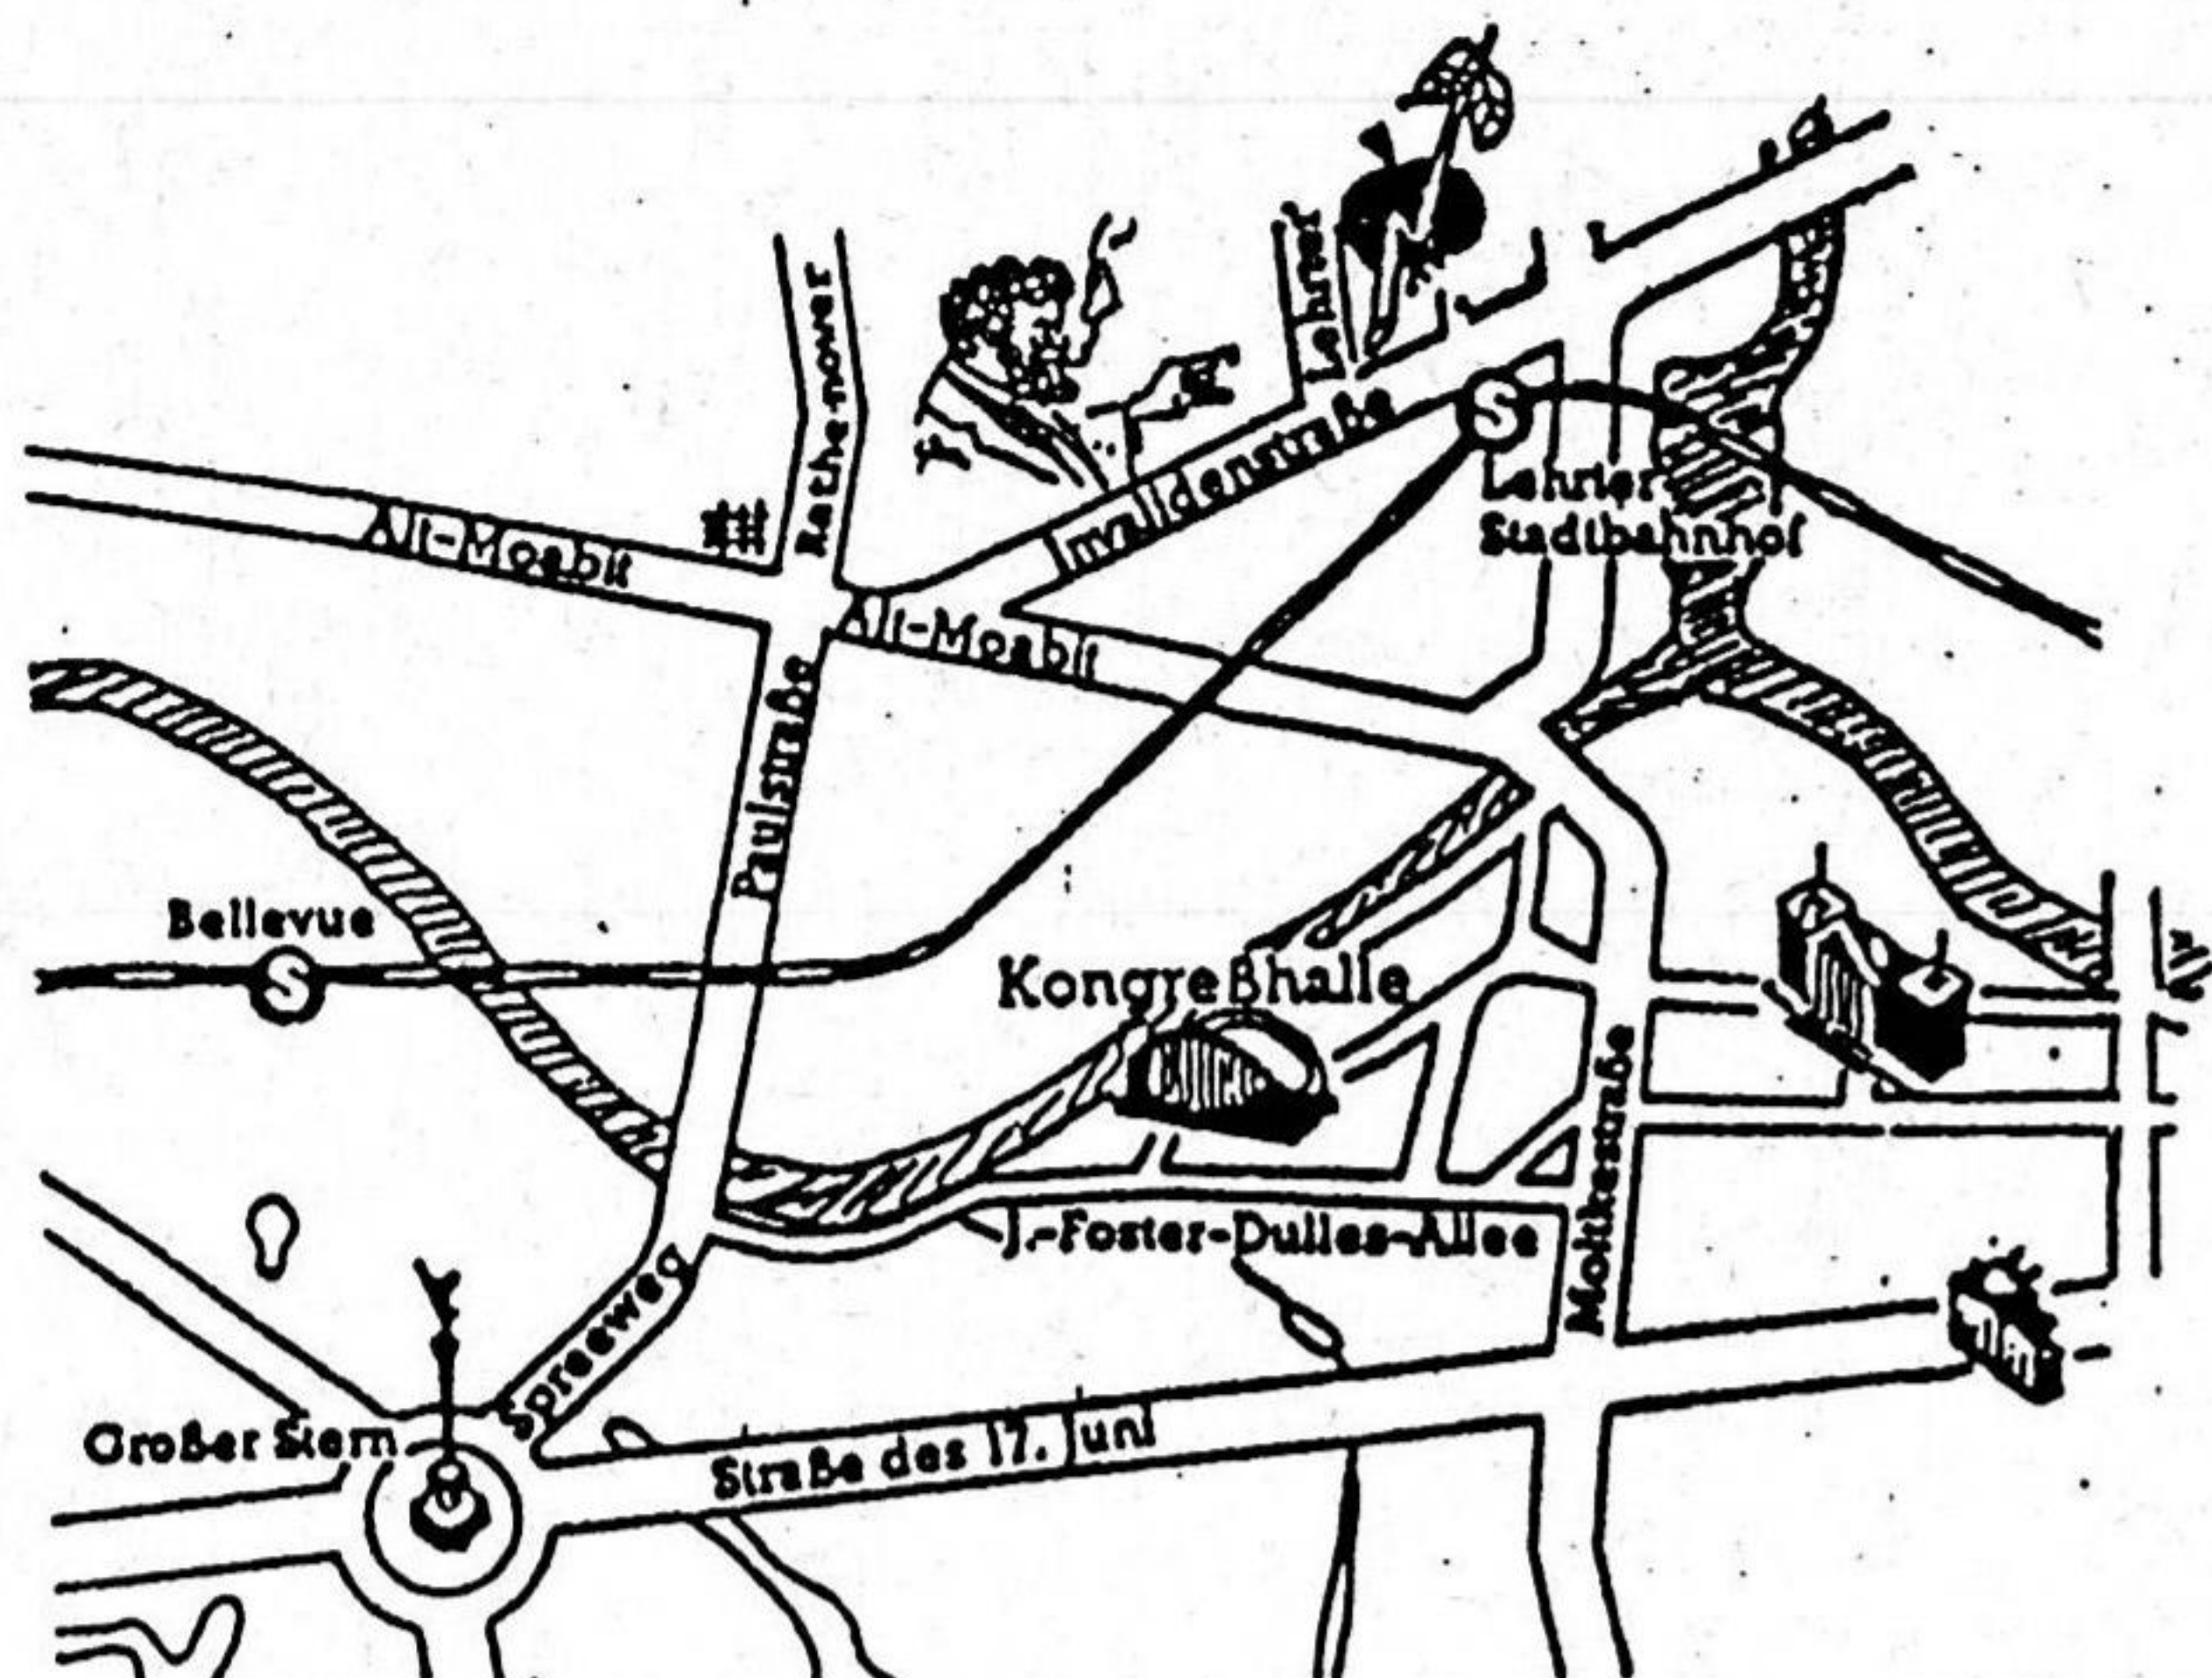 Rathenower
Lehrter
Invalidenstraße
S
Lehrter
Stadtbahnhof
Alt-Moabit
Alt-Moabit
Paulstraße
Bellevue
S
Kongreßhalle
Moltkestraße
J.-Foster-Dulles-Allee
Spreeweg
Großer Stern
Straße des 17. Juni